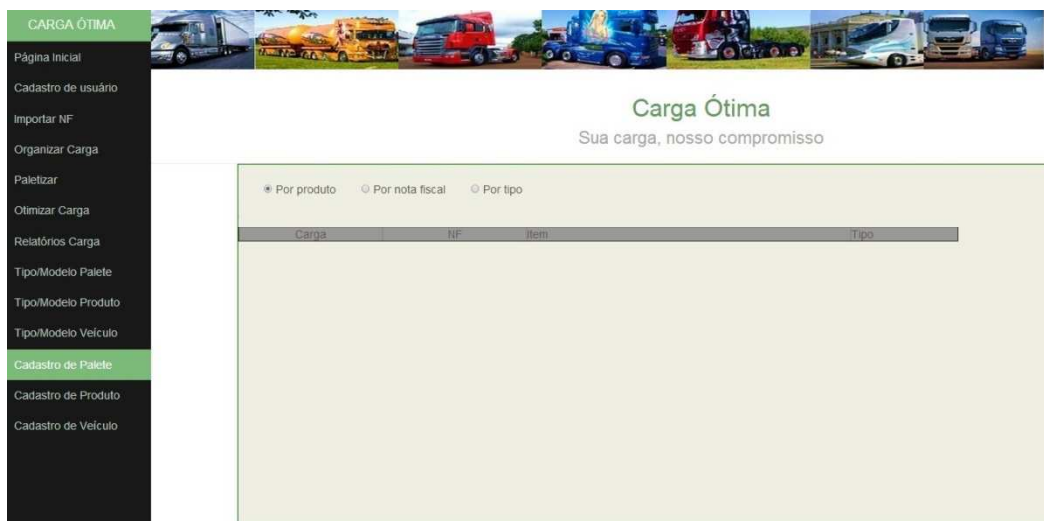 CARGA ÓTIMA
Página Inicial
Cadastro de usuário
Importar NF
Organizar Carga
Paletizar
Otimizar Carga
Relatórios Carga
Tipo/Modelo Palete
Tipo/Modelo Produto
Tipo/Modelo Veículo
Cadastro de Palete
Cadastro de Produto
Cadastro de Veículo
Carga Ótima
Sua carga, nosso compromisso
Por produto Por nota fiscal Por tipo
Carga NF Item Tipo